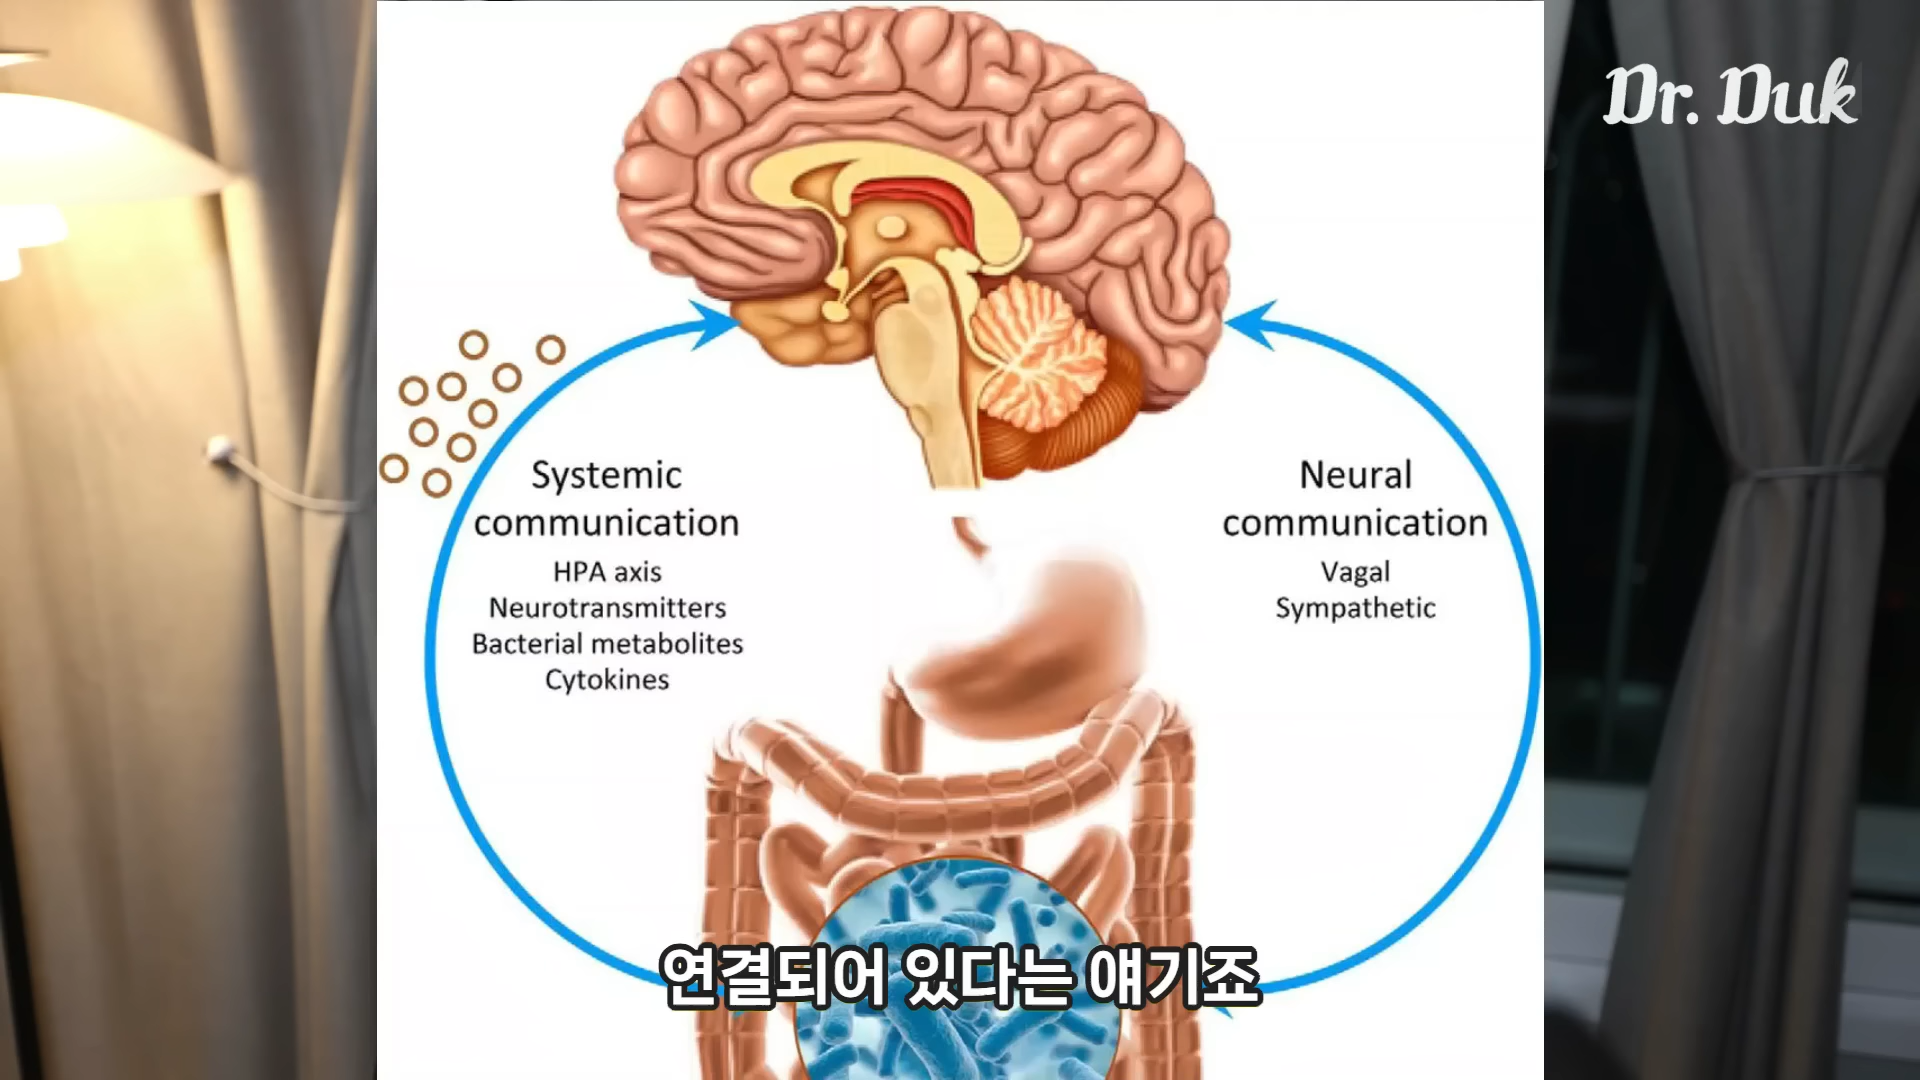 Dr. Duk
Systemic
communication
HPA axis
Neurotransmitters
Bacterial metabolites
Cytokines
Neural
communication
Vagal
Sympathetic
연결되어 있다는 얘기죠